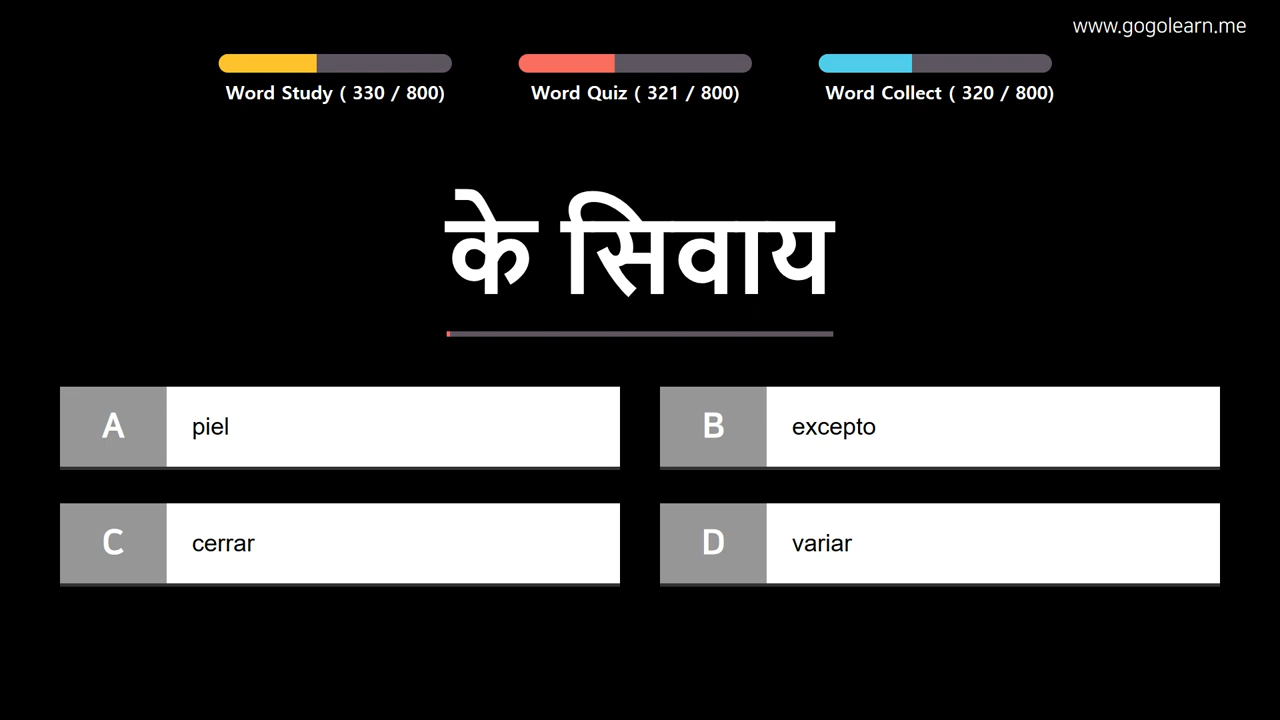 www.gogolearn.me
Word Study ( 330 / 800)
Word Quiz ( 321 / 800)
Word Collect ( 320 / 800)
के सिवाय
A piel
B excepto
C cerrar
D variar